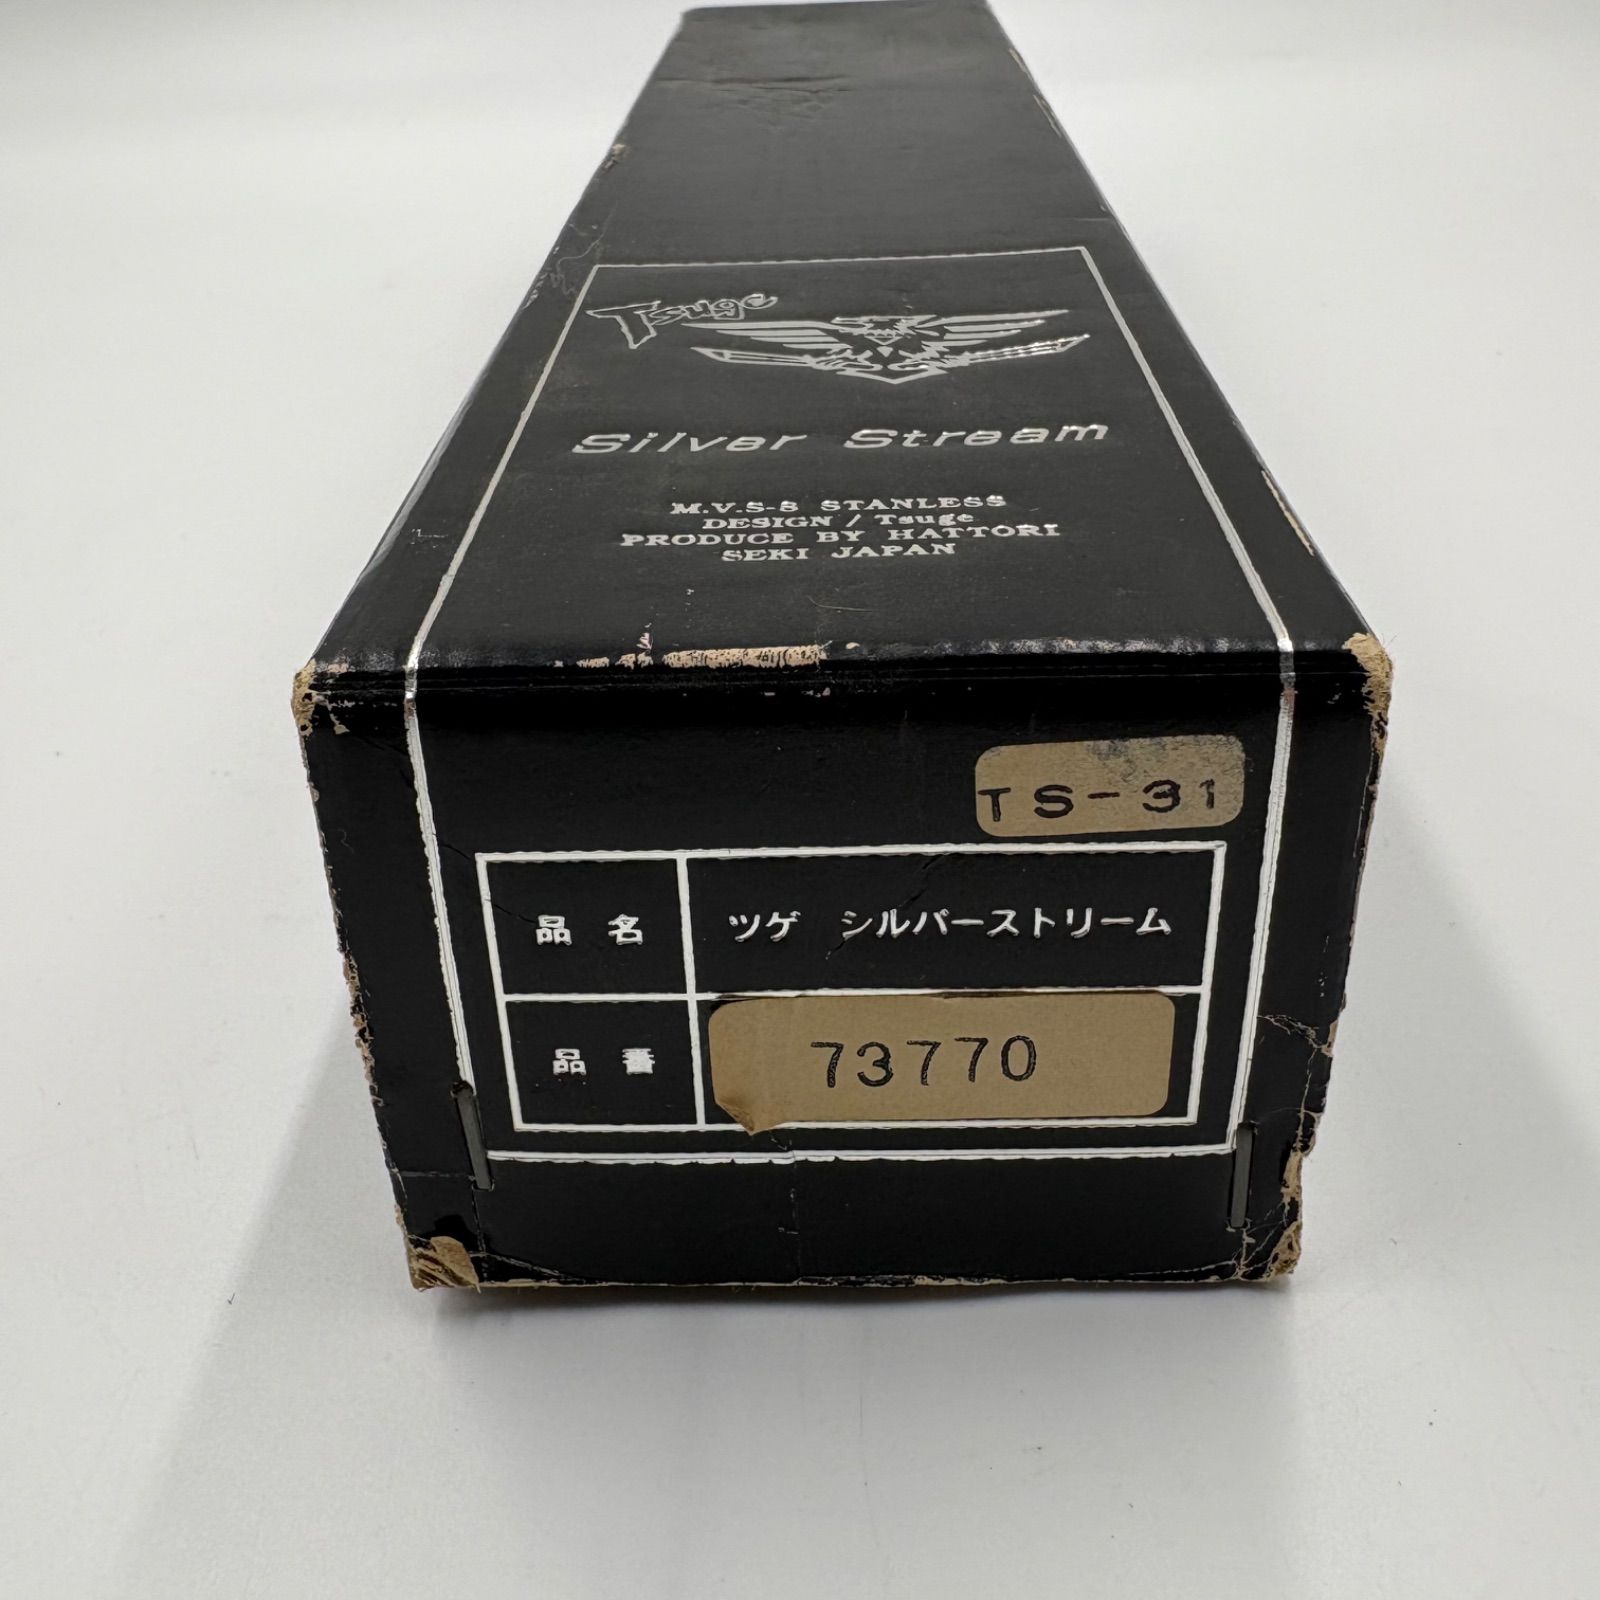 Tsuge
Silver Stream
M.V.S-8 STANLESS
DESIGN / Tsuge
PRODUCE BY HATTORI
SEKI JAPAN
TS-31
品名 ツゲ シルバーストリーム
品番 73770